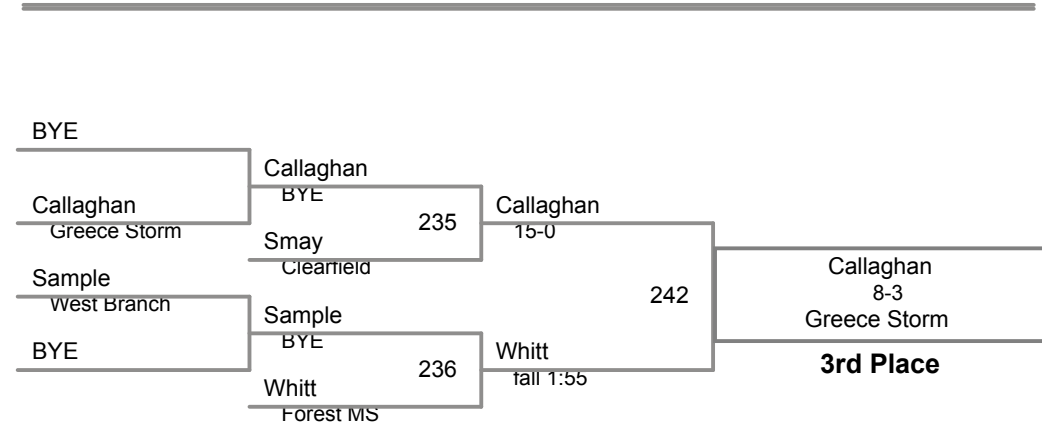 BYE
Callaghan
BYE
Callaghan
Greece Storm
235
Callaghan
15-0
Smay
Clearfield
Sample
West Branch
242
Callaghan
8-3
Greece Storm
Sample
BYE
BYE
236
Whitt
fall 1:55
3rd Place
Whitt
Forest MS